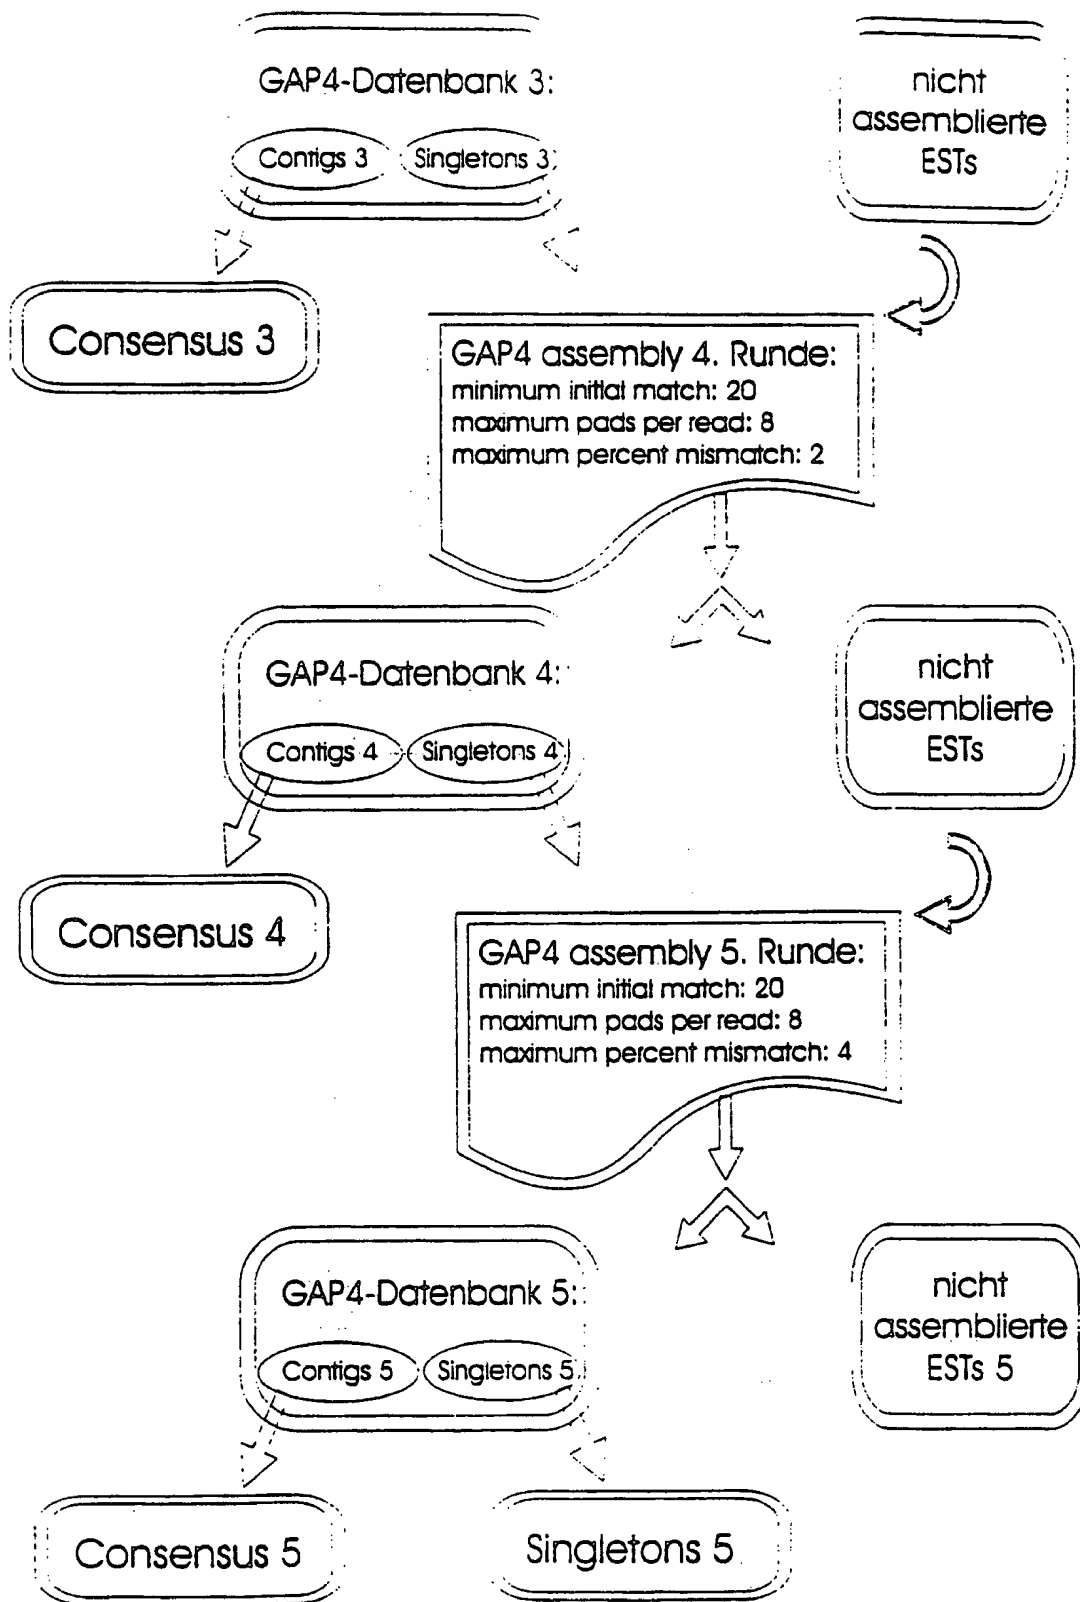 GAP4-Datenbank 3:
Contigs 3
Singletons 3
nicht
assemblierte
ESTs
Consensus 3
GAP4 assembly 4. Runde:
minimum initial match: 20
maximum pads per read: 8
maximum percent mismatch: 2
GAP4-Datenbank 4:
Contigs 4
Singletons 4
nicht
assemblierte
ESTs
Consensus 4
GAP4 assembly 5. Runde:
minimum initial match: 20
maximum pads per read: 8
maximum percent mismatch: 4
GAP4-Datenbank 5:
Contigs 5
Singletons 5
nicht
assemblierte
ESTs 5
Consensus 5
Singletons 5